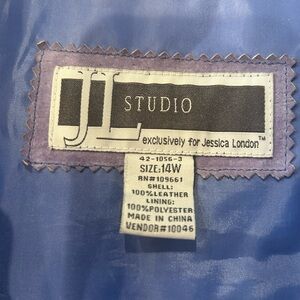 JL STUDIO
exclusively for Jessica London™
42-1056-3
SIZE:14W
RN#109661
SHELL:
100%LEATHER
LINING:
100%POLYESTER
MADE IN CHINA
VENDOR#10046